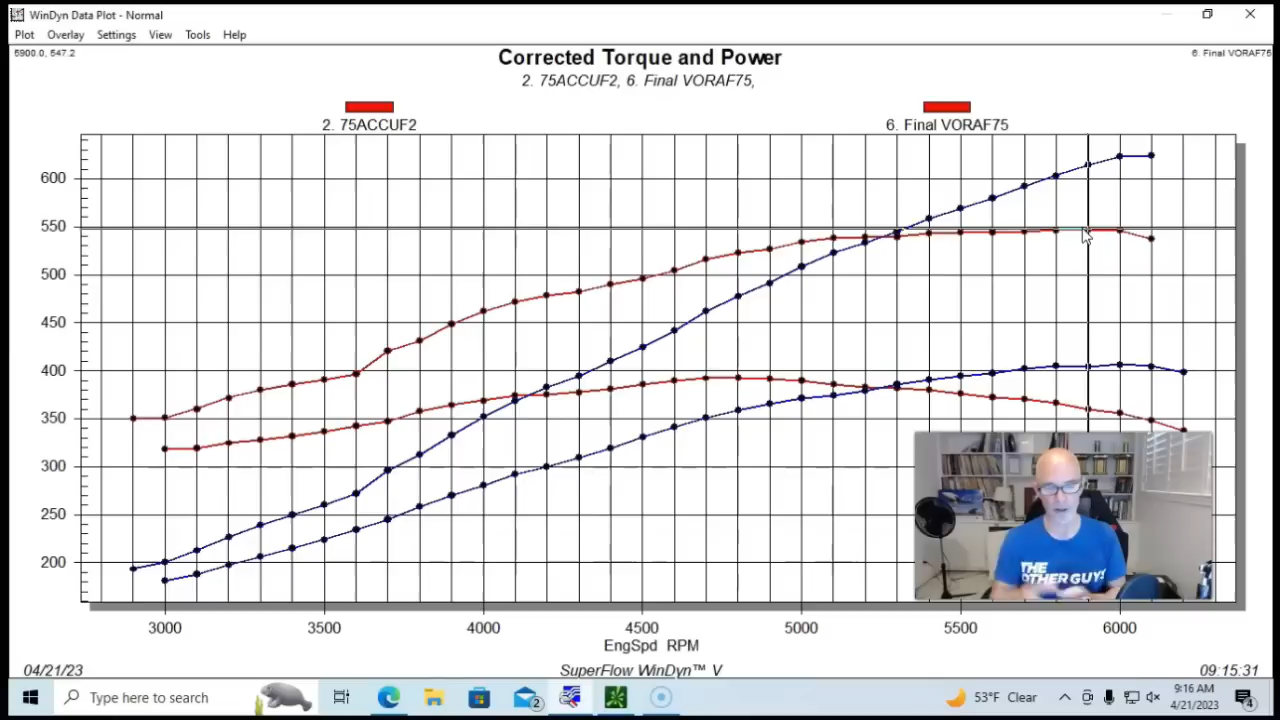 WinDyn Data Plot - Normal
Plot Overlay Settings View Tools Help
5900.0, 547.2
6. Final VORAF75
Corrected Torque and Power
2. 75ACCUF2, 6. Final VORAF75,
2. 75ACCUF2
6. Final VORAF75
600
550
500
450
400
350
300
250
200
3000 3500 4000 4500 5000 5500 6000
EngSpd RPM
THE
OTHER GUYS
04/21/23
SuperFlow WinDyn™ V
09:15:31
Type here to search
2
53°F Clear
9:16 AM
4/21/2023
4